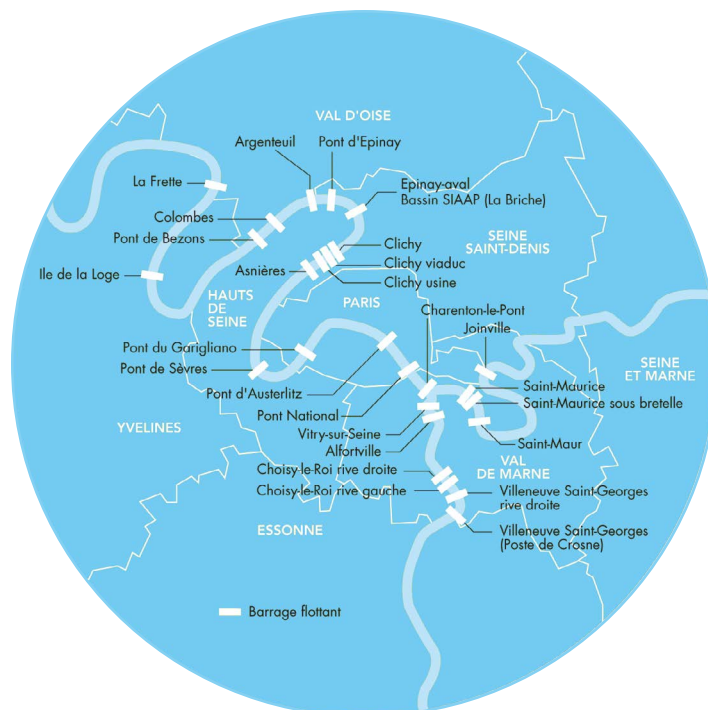 VAL D'OISE
Argenteuil
Pont d'Epinay
La Frette
Epinay-aval
Bassin SIAAP (La Briche)
Colombes
Pont de Bezons
SEINE
SAINT-DENIS
Clichy
Clichy viaduc
Clichy usine
Asnières
Ile de la Loge
HAUTS
DE
SEINE
PARIS
Charenton-le-Pont
Joinville
Pont du Garigliano
Pont de Sèvres
SEINE
ET MARNE
Pont d'Austerlitz
Saint-Maurice
Saint-Maurice sous bretelle
Pont National
YVELINES
Vitry-sur-Seine
Alfortville
Saint-Maur
VAL
DE MARNE
Choisy-le-Roi rive droite
Choisy-le-Roi rive gauche
Villeneuve Saint-Georges
rive droite
ESSONNE
Villeneuve Saint-Georges
(Poste de Crosne)
Barrage flottant